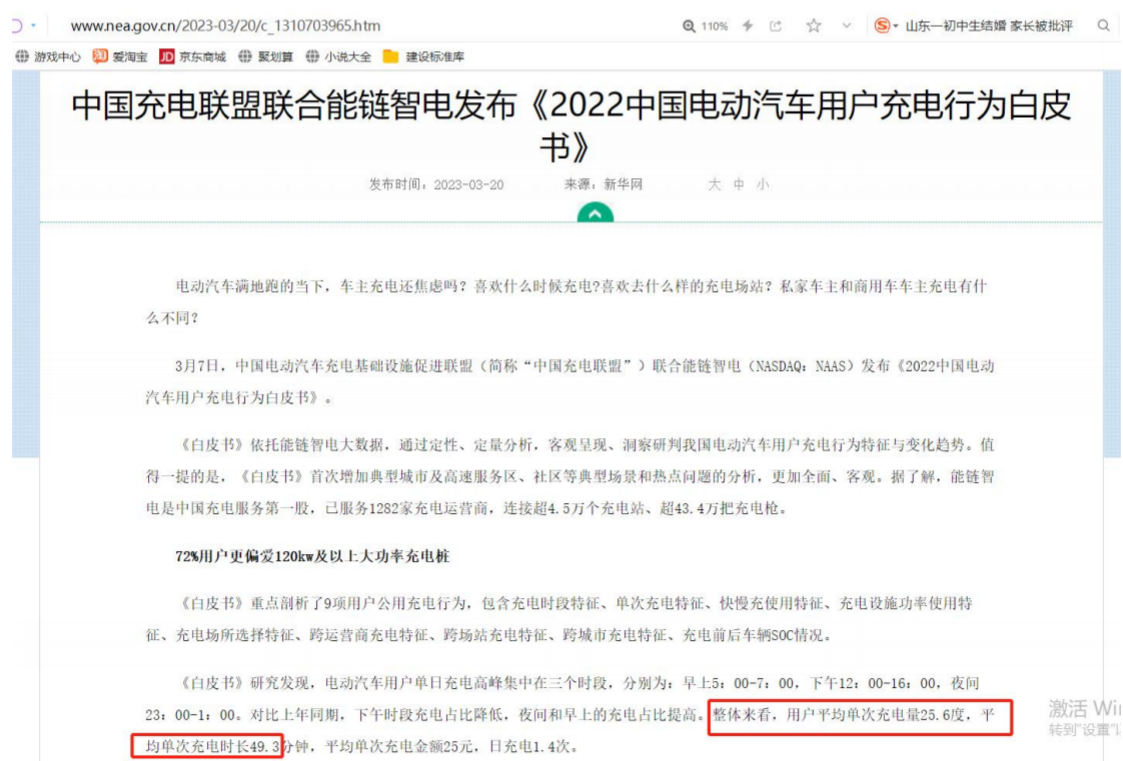 www.nea.gov.cn/2023-03/20/c_1310703965.htm 110% 山东一初中生结婚 家长被批评
游戏中心 爱淘宝 京东商城 聚划算 小说大全 建设标准库
中国充电联盟联合能链智电发布《2022中国电动汽车用户充电行为白皮
书》
发布时间：2023-03-20 来源：新华网 大 中 小
电动汽车满地跑的当下，车主充电还焦虑吗？喜欢什么时候充电?喜欢去什么样的充电场站？私家车主和商用车车主充电有什
么不同？
3月7日，中国电动汽车充电基础设施促进联盟（简称“中国充电联盟”）联合能链智电（NASDAQ：NAAS）发布《2022中国电动
汽车用户充电行为白皮书》。
《白皮书》依托能链智电大数据，通过定性、定量分析，客观呈现、洞察研判我国电动汽车用户充电行为特征与变化趋势。值
得一提的是，《白皮书》首次增加典型城市及高速服务区、社区等典型场景和热点问题的分析，更加全面、客观。据了解，能链智
电是中国充电服务第一股，已服务1282家充电运营商，连接超4.5万个充电站、超43.4万把充电枪。
72%用户更偏爱120kw及以上大功率充电桩
《白皮书》重点剖析了9项用户公用充电行为，包含充电时段特征、单次充电特征、快慢充使用特征、充电设施功率使用特
征、充电场所选择特征、跨运营商充电特征、跨场站充电特征、跨城市充电特征、充电前后车辆SOC情况。
《白皮书》研究发现，电动汽车用户单日充电高峰集中在三个时段，分别为：早上5：00-7：00，下午12：00-16：00，夜间
23：00-1：00。对比上年同期，下午时段充电占比降低，夜间和早上的充电占比提高。整体来看，用户平均单次充电量25.6度，平
均单次充电时长49.3分钟，平均单次充电金额25元，日充电1.4次。
激活 Win
转到"设置"以